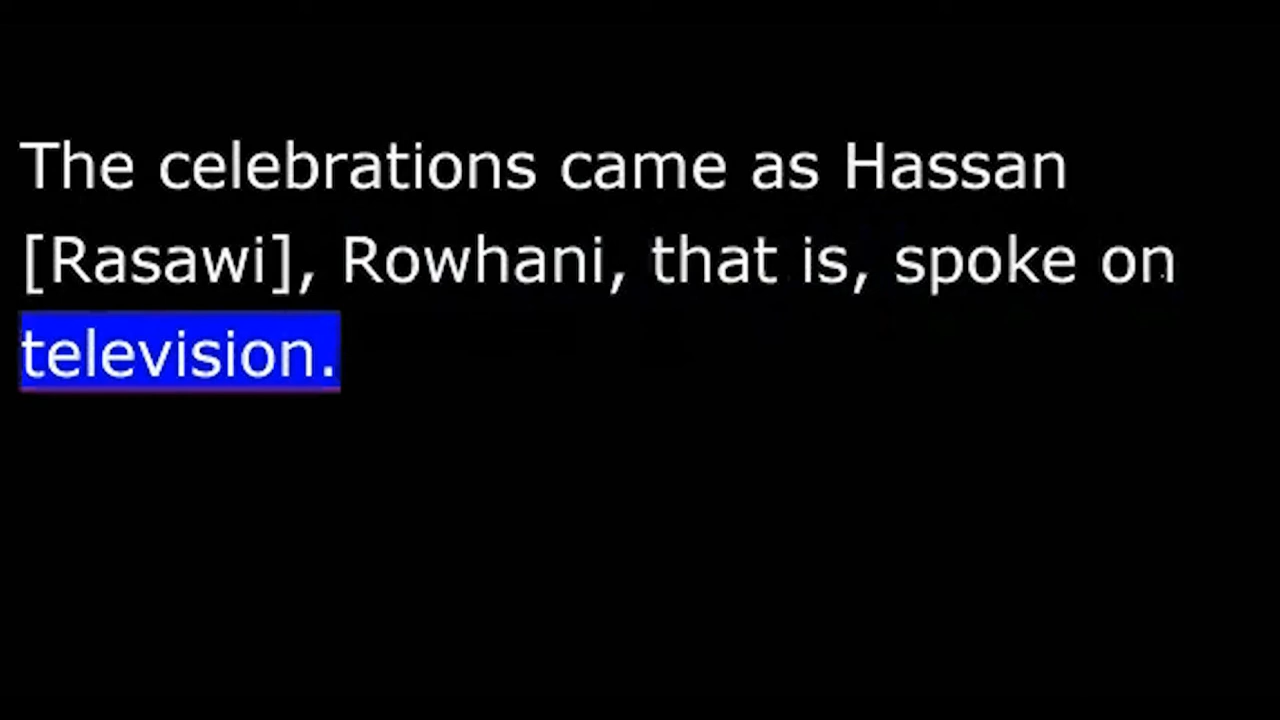 The celebrations came as Hassan
[Rasawi], Rowhani, that is, spoke on
television.